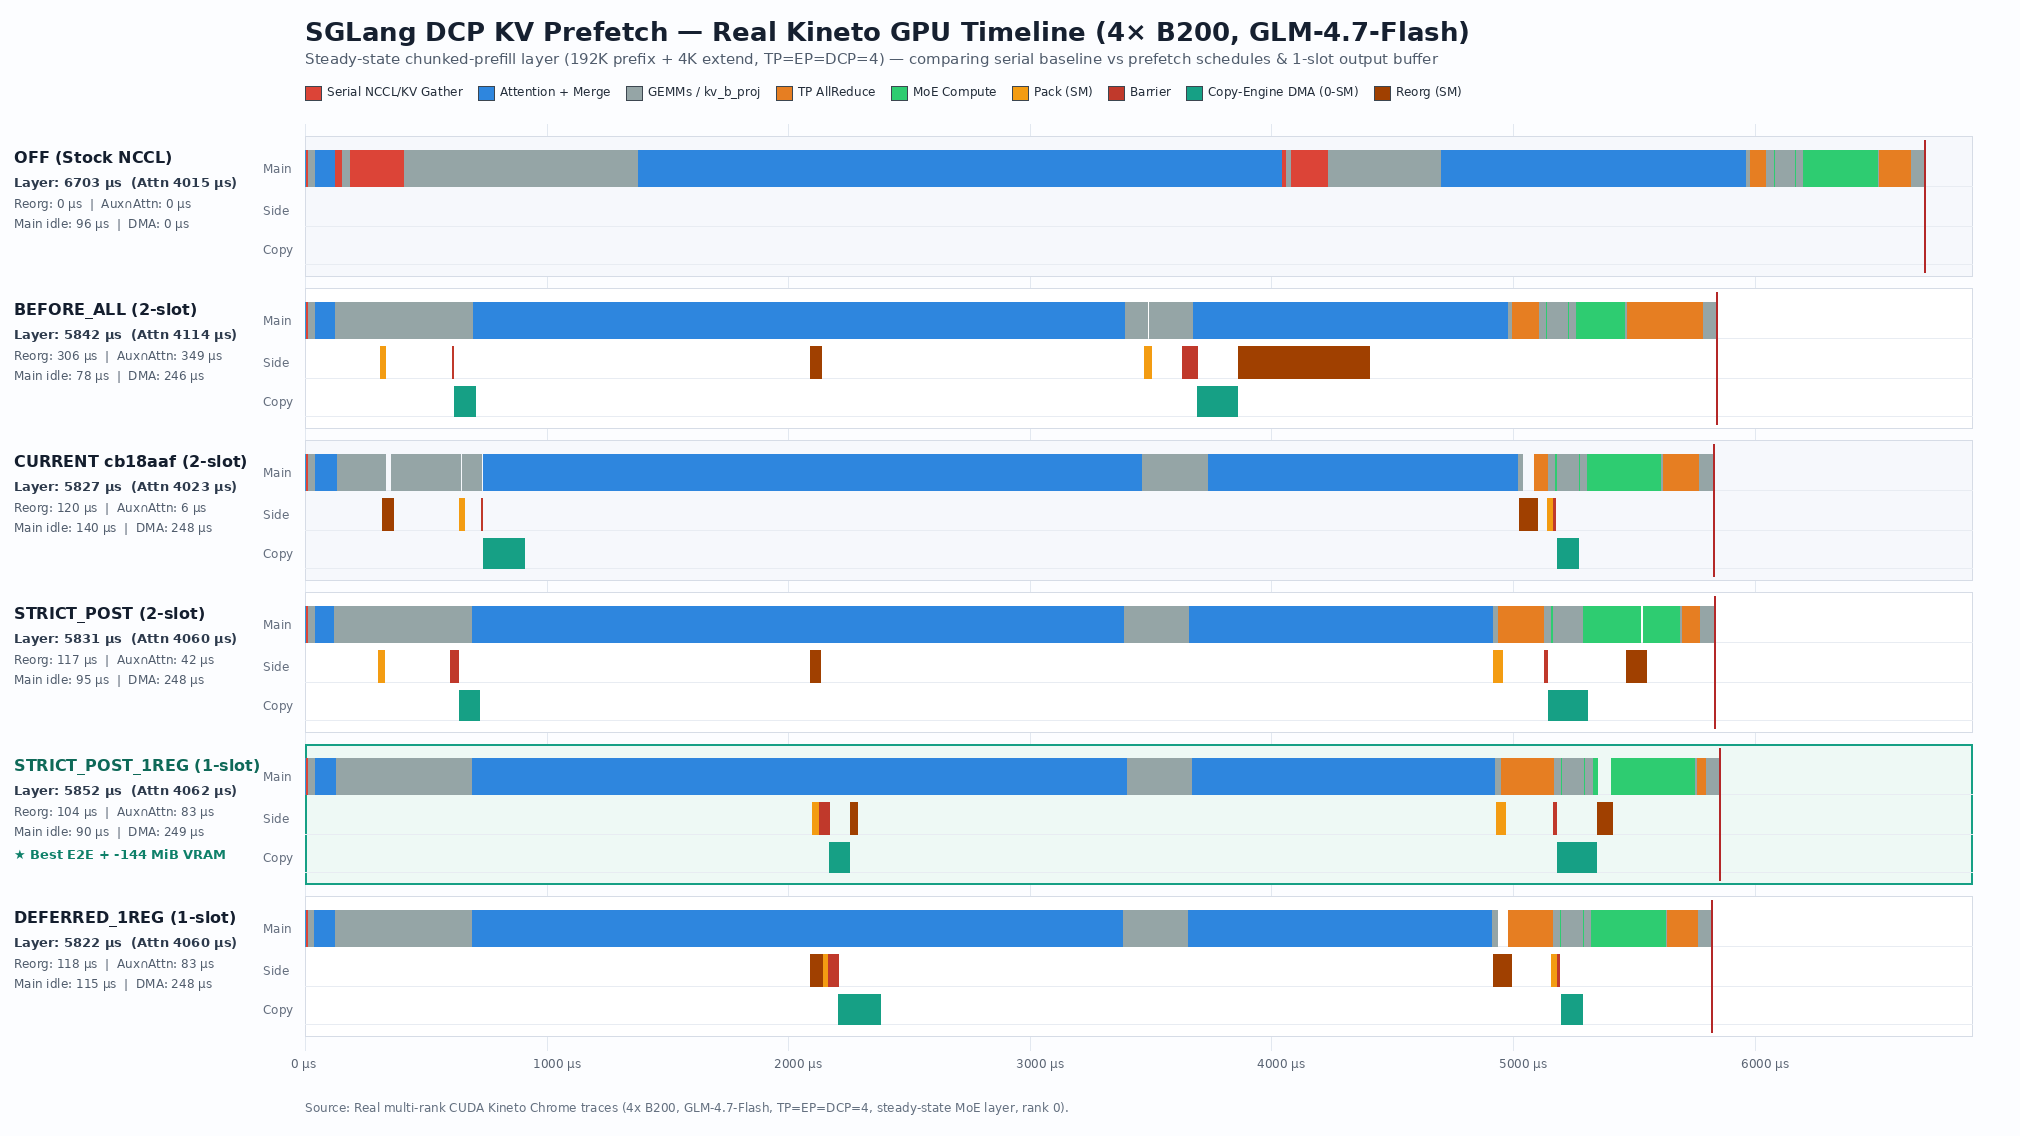 SGLang DCP KV Prefetch — Real Kineto GPU Timeline (4× B200, GLM-4.7-Flash)
Steady-state chunked-prefill layer (192K prefix + 4K extend, TP=EP=DCP=4) — comparing serial baseline vs prefetch schedules & 1-slot output buffer
Serial NCCL/KV Gather Attention + Merge GEMMs / kv_b_proj TP AllReduce MoE Compute Pack (SM) Barrier Copy-Engine DMA (0-SM) Reorg (SM)
OFF (Stock NCCL)
Layer: 6703 µs (Attn 4015 µs)
Reorg: 0 µs | Aux∩Attn: 0 µs
Main idle: 96 µs | DMA: 0 µs
Main
Side
Copy
BEFORE_ALL (2-slot)
Layer: 5842 µs (Attn 4114 µs)
Reorg: 306 µs | Aux∩Attn: 349 µs
Main idle: 78 µs | DMA: 246 µs
Main
Side
Copy
CURRENT cb18aaf (2-slot)
Layer: 5827 µs (Attn 4023 µs)
Reorg: 120 µs | Aux∩Attn: 6 µs
Main idle: 140 µs | DMA: 248 µs
Main
Side
Copy
STRICT_POST (2-slot)
Layer: 5831 µs (Attn 4060 µs)
Reorg: 117 µs | Aux∩Attn: 42 µs
Main idle: 95 µs | DMA: 248 µs
Main
Side
Copy
STRICT_POST_1REG (1-slot)
Layer: 5852 µs (Attn 4062 µs)
Reorg: 104 µs | Aux∩Attn: 83 µs
Main idle: 90 µs | DMA: 249 µs
★ Best E2E + -144 MiB VRAM
Main
Side
Copy
DEFERRED_1REG (1-slot)
Layer: 5822 µs (Attn 4060 µs)
Reorg: 118 µs | Aux∩Attn: 83 µs
Main idle: 115 µs | DMA: 248 µs
Main
Side
Copy
0 µs 1000 µs 2000 µs 3000 µs 4000 µs 5000 µs 6000 µs
Source: Real multi-rank CUDA Kineto Chrome traces (4x B200, GLM-4.7-Flash, TP=EP=DCP=4, steady-state MoE layer, rank 0).